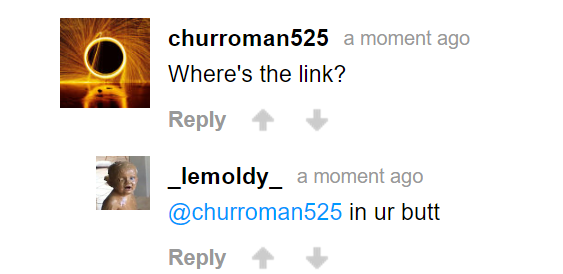 churroman525 a moment ago
Where's the link?
Reply
_lemoldy_ a moment ago
@churroman525 in ur butt
Reply